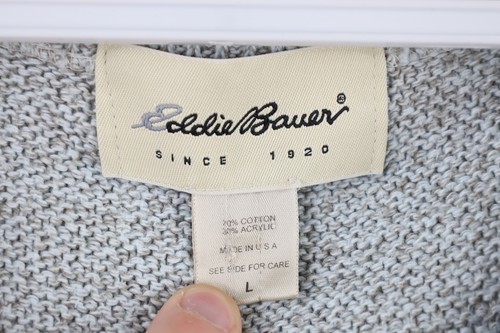 Eddie Bauer®
SINCE 1920
70% COTTON
30% ACRYLIC
MADE IN U S A
SEE SIDE FOR CARE
L